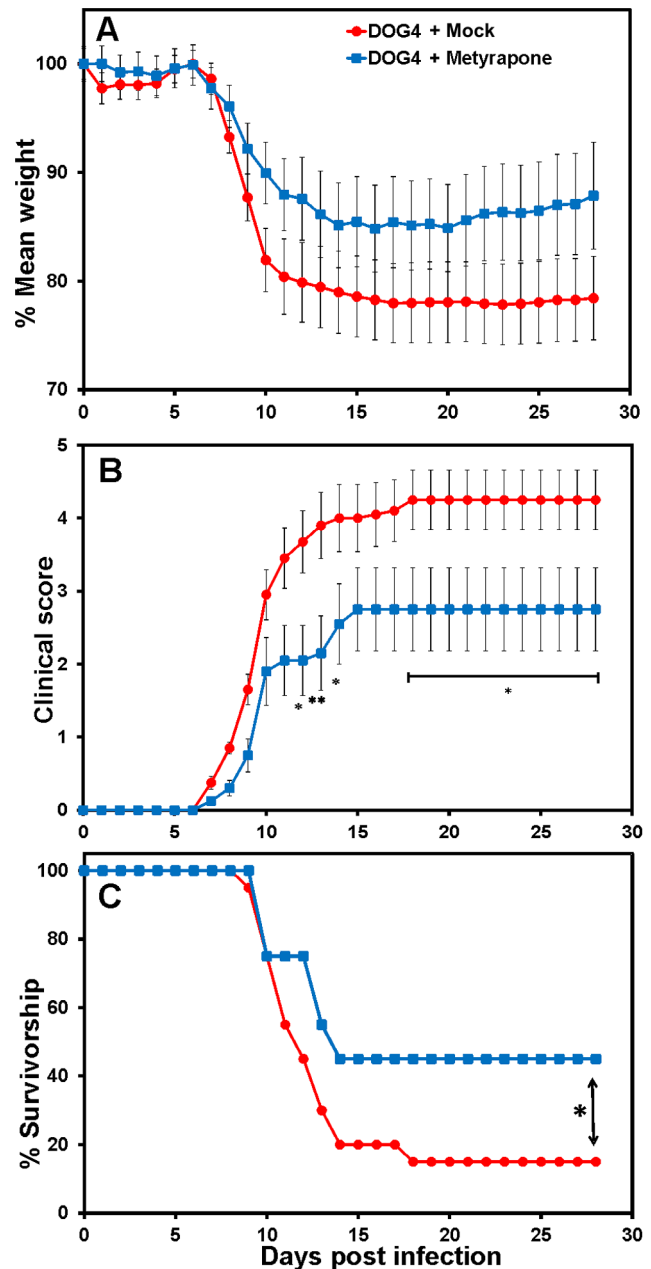 A
DOG4 + Mock
DOG4 + Metyrapone
% Mean weight
100
90
80
70
0 5 10 15 20 25 30
B
Clinical score
5
4
3
2
1
0
* ** *
*
0 5 10 15 20 25 30
C
% Survivorship
100
80
60
40
20
0
*
0 5 10 15 20 25 30
Days post infection